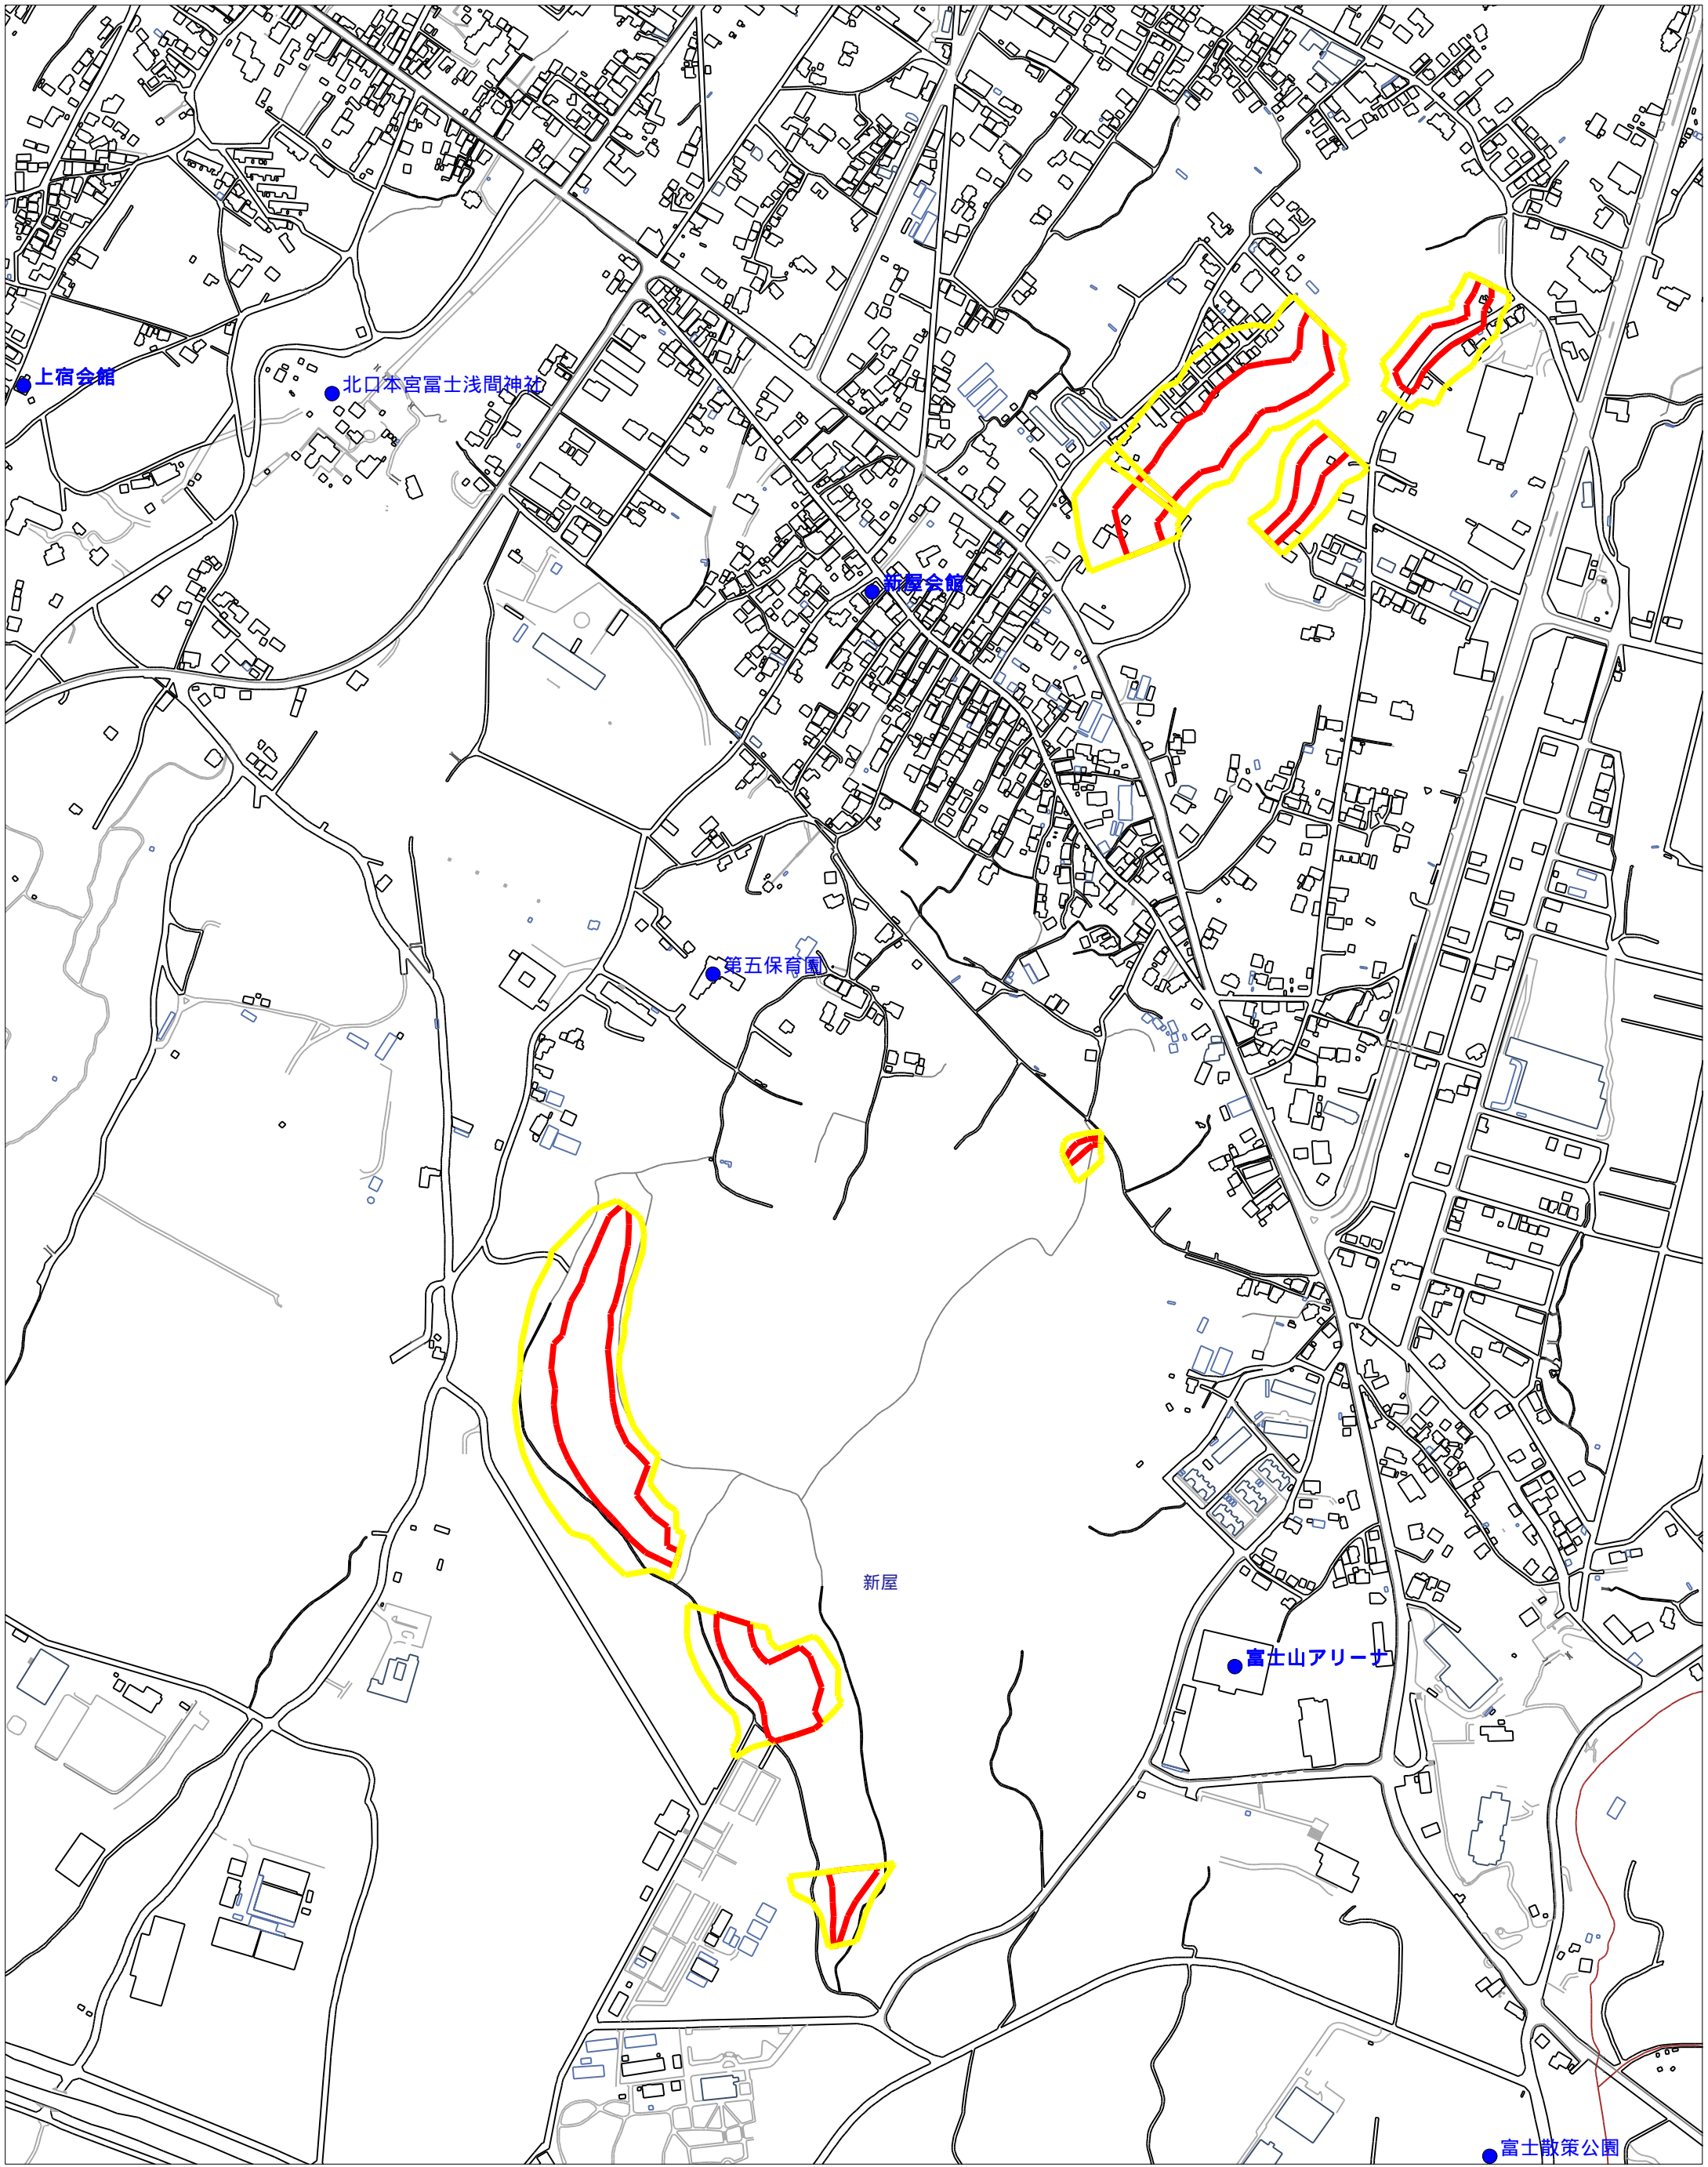 上宿会館
北口本宮冨士浅間神社
新屋会館
第五保育園
新屋
富士山アリーナ
富士散策公園